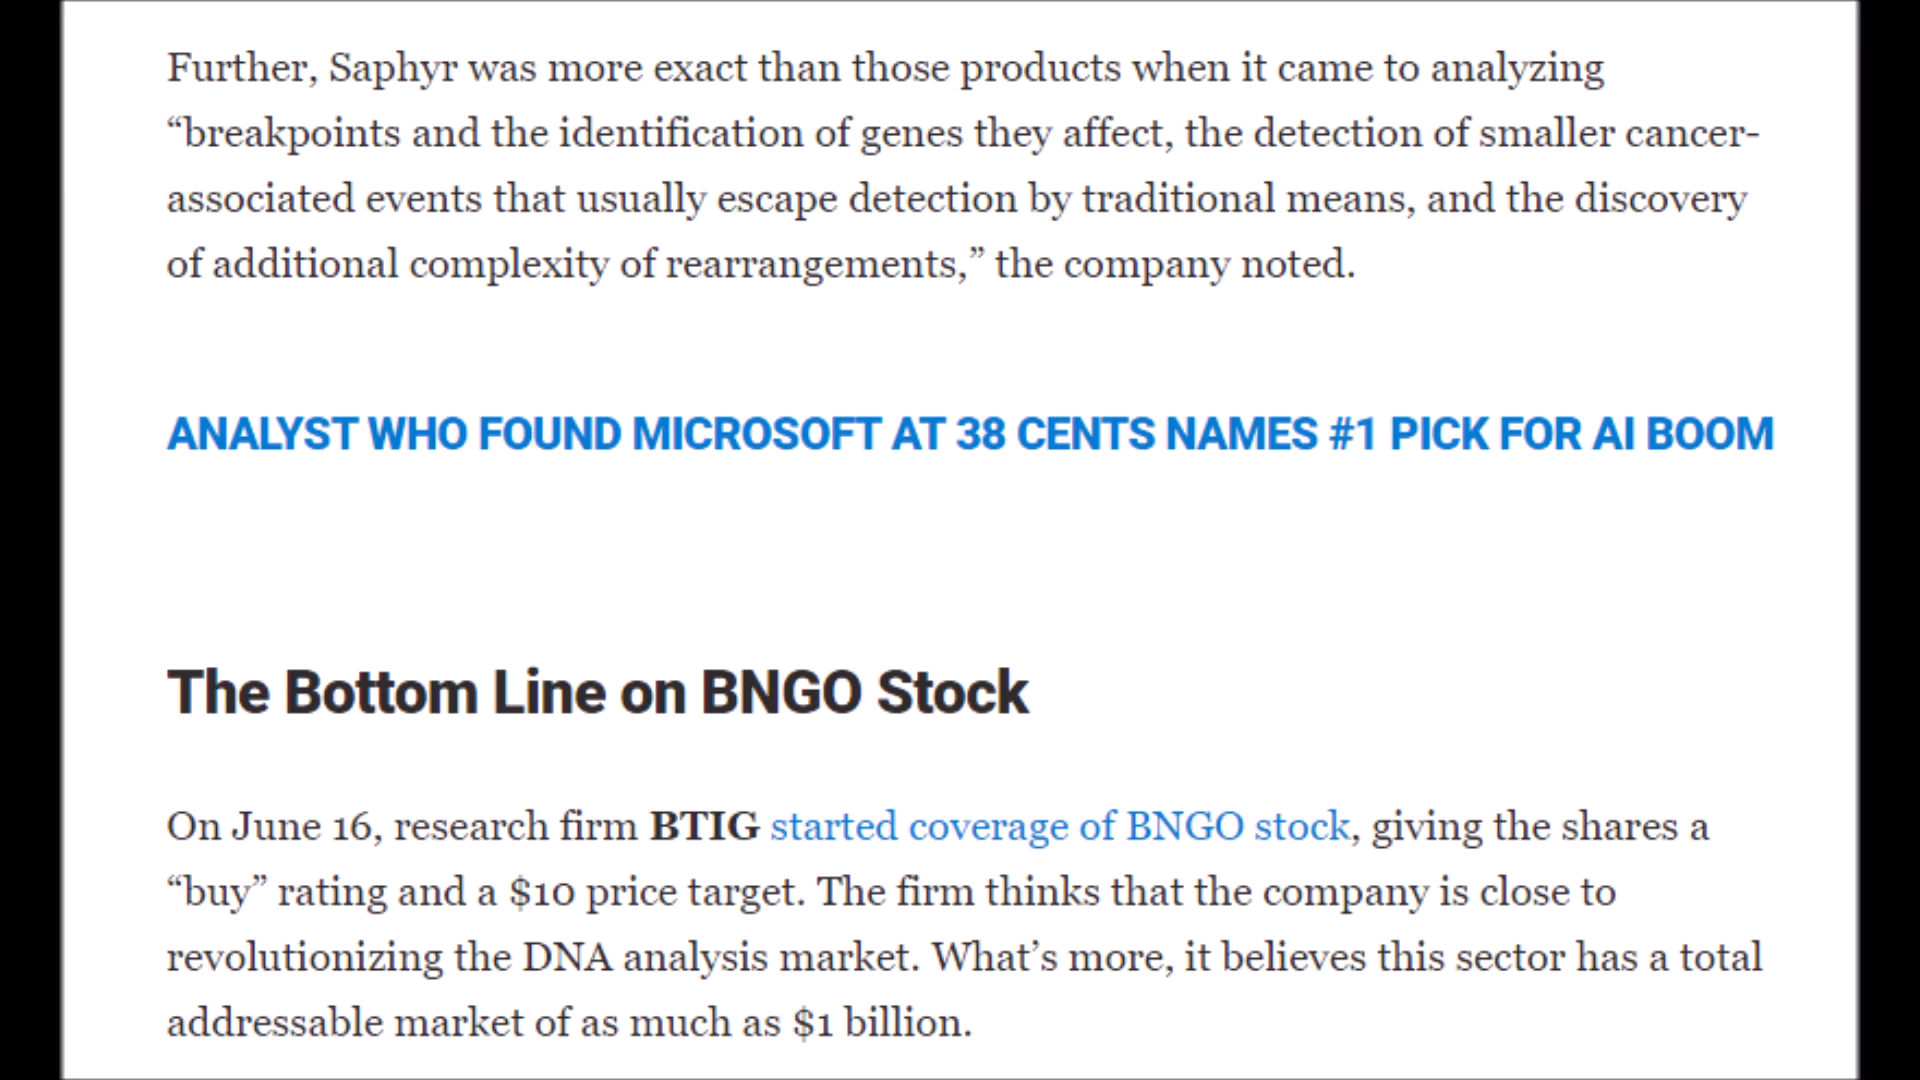 Further, Saphyr was more exact than those products when it came to analyzing
“breakpoints and the identification of genes they affect, the detection of smaller cancer-
associated events that usually escape detection by traditional means, and the discovery
of additional complexity of rearrangements,” the company noted.
ANALYST WHO FOUND MICROSOFT AT 38 CENTS NAMES #1 PICK FOR AI BOOM
The Bottom Line on BNGO Stock
On June 16, research firm BTIG started coverage of BNGO stock, giving the shares a
“buy” rating and a $10 price target. The firm thinks that the company is close to
revolutionizing the DNA analysis market. What’s more, it believes this sector has a total
addressable market of as much as $1 billion.